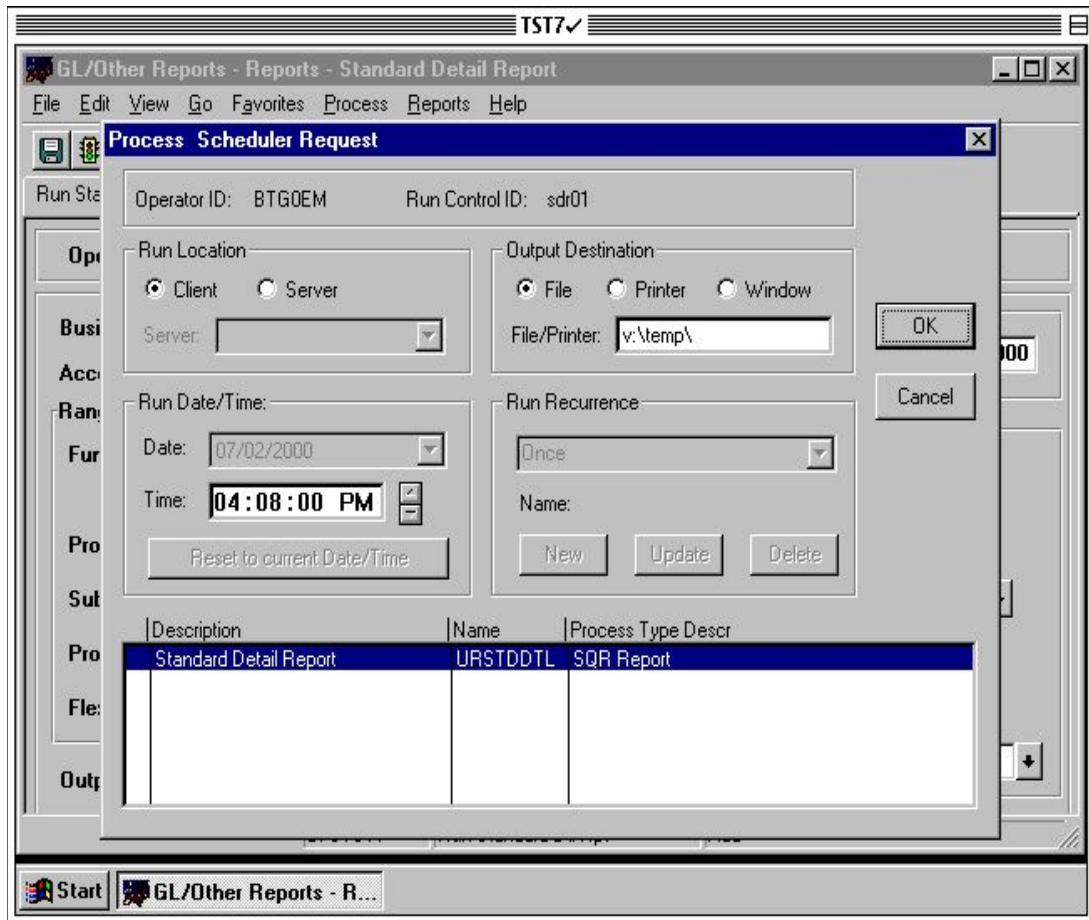 TST7✓
GL/Other Reports - Reports - Standard Detail Report
File Edit View Go Favorites Process Reports Help
Process Scheduler Request
Run Sta
Operator ID: BTG0EM Run Control ID: sdr01
Ope
Run Location
Client Server
Server:
Output Destination
File Printer Window
File/Printer: v:\temp\
OK
Cancel
Busi
000
Acco
Ran
Fur
Run Date/Time:
Date: 07/02/2000
Time: 04:08:00 PM
Reset to current Date/Time
Run Recurrence
Once
Name:
New Update Delete
Pro
Sub
Description Name Process Type Descr
Pro
Standard Detail Report URSTDDTL SQR Report
Fle
Outp
Start GL/Other Reports - R...